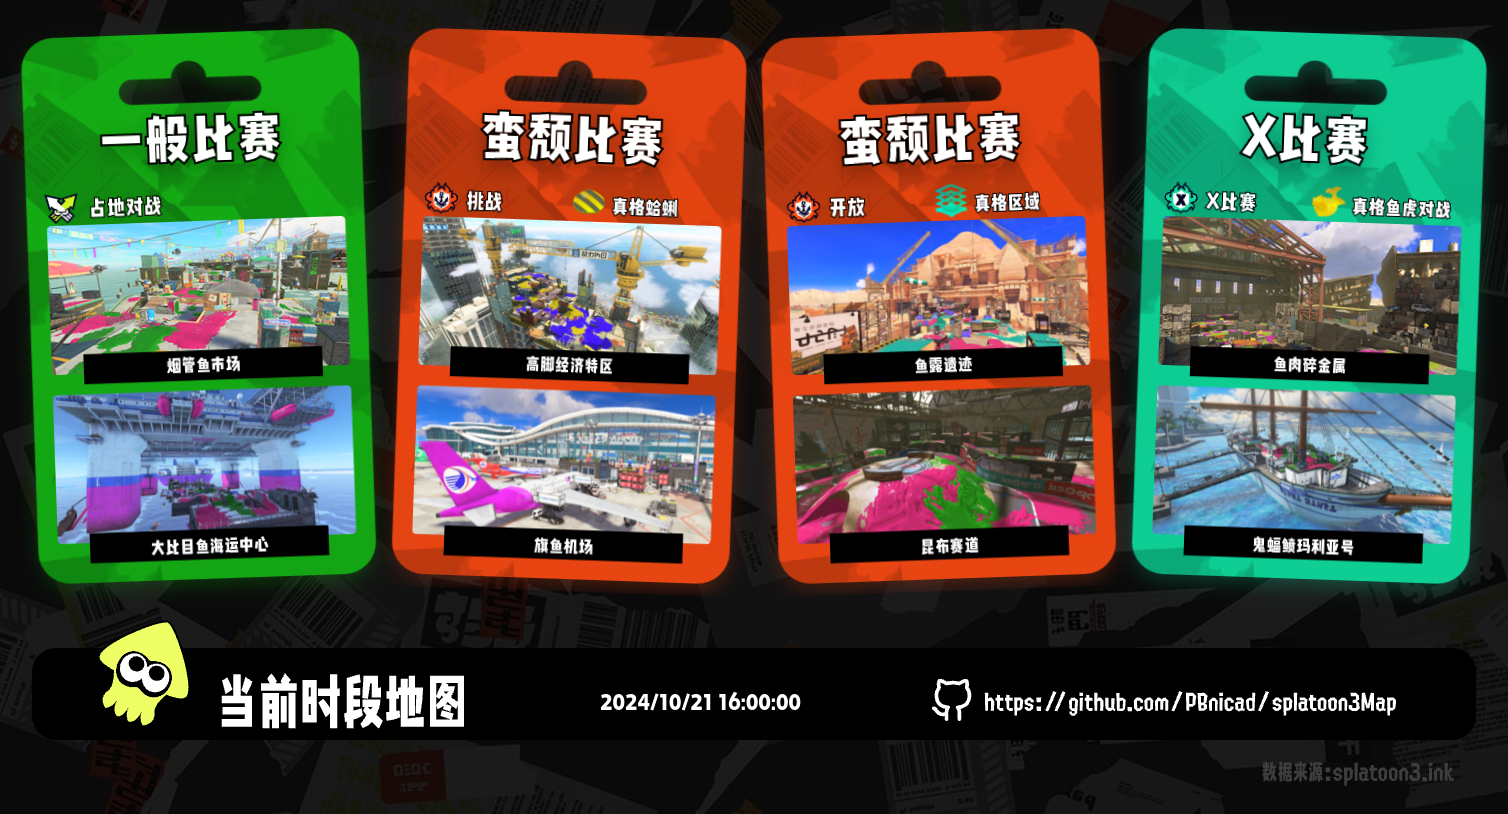 一般比赛
占地对战
烟管鱼市场
大比目鱼海运中心
蛮颓比赛
挑战
真格蛤蜊
高脚经济特区
旗鱼机场
蛮颓比赛
开放
真格区域
鱼露遗迹
昆布赛道
X比赛
X比赛
真格鱼虎对战
鱼肉碎金属
鬼蝠鲼玛利亚号
当前时段地图
2024/10/21 16:00:00
https://github.com/PBnicad/splatoon3Map
数据来源:splatoon3.ink